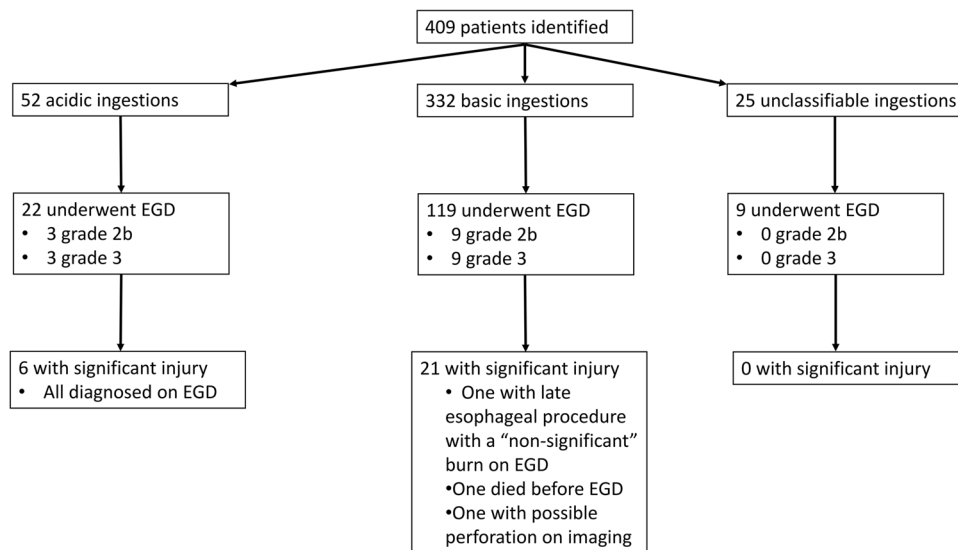 409 patients identified
52 acidic ingestions
332 basic ingestions
25 unclassifiable ingestions
22 underwent EGD
• 3 grade 2b
• 3 grade 3
119 underwent EGD
• 9 grade 2b
• 9 grade 3
9 underwent EGD
• 0 grade 2b
• 0 grade 3
6 with significant injury
• All diagnosed on EGD
21 with significant injury
• One with late
esophageal procedure
with a “non-significant”
burn on EGD
•One died before EGD
•One with possible
perforation on imaging
0 with significant injury